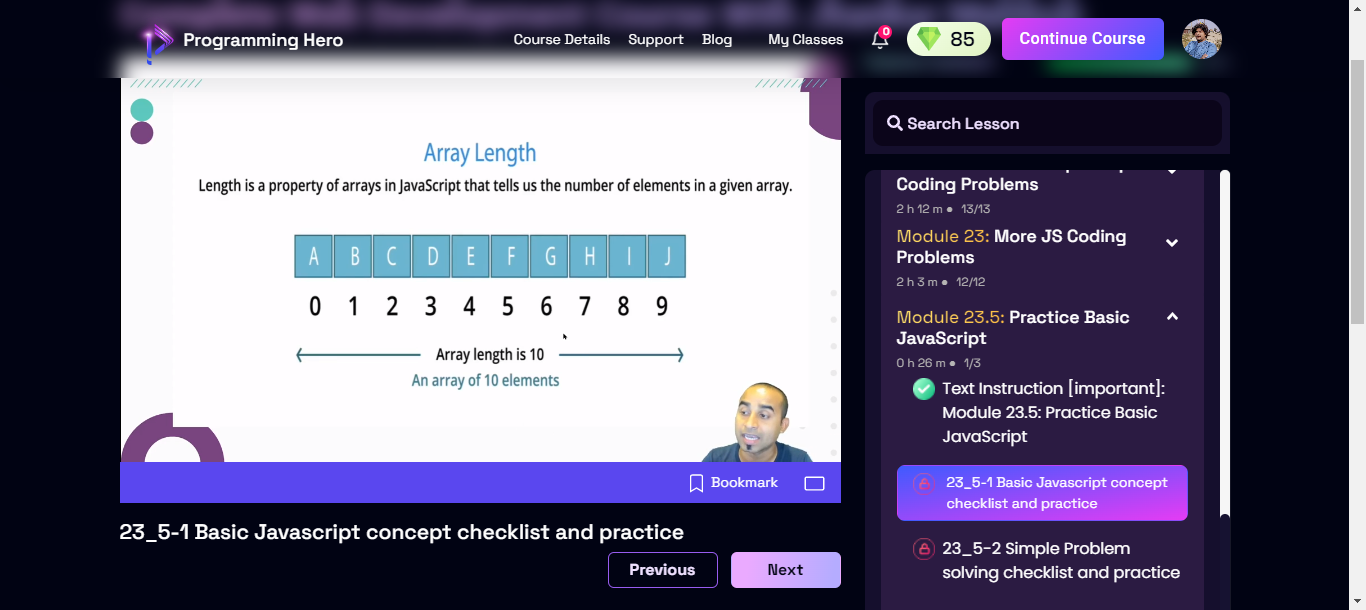 Programming Hero
Course Details Support Blog My Classes 0 85 Continue Course
Array Length
Length is a property of arrays in JavaScript that tells us the number of elements in a given array.
A B C D E F G H I J
0 1 2 3 4 5 6 7 8 9
Array length is 10
An array of 10 elements
Bookmark
23_5-1 Basic Javascript concept checklist and practice
Previous Next
Search Lesson
Coding Problems
2 h 12 m ● 13/13
Module 23: More JS Coding
Problems
2 h 3 m ● 12/12
Module 23.5: Practice Basic
JavaScript
0 h 26 m ● 1/3
Text Instruction [important]:
Module 23.5: Practice Basic
JavaScript
23_5-1 Basic Javascript concept
checklist and practice
23_5-2 Simple Problem
solving checklist and practice